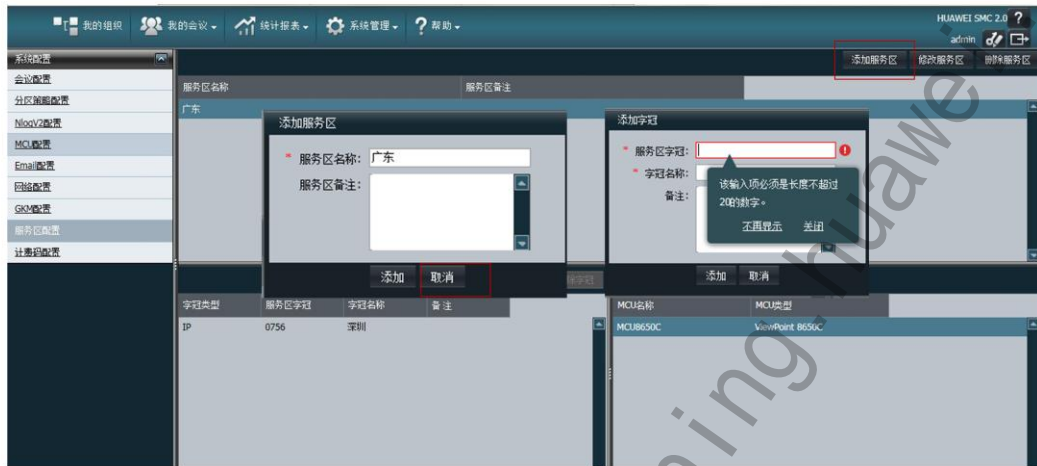 我的组织 我的会议 统计报表 系统管理 帮助
HUAWEI SMC 2.0
admin
系统配置
添加服务区 修改服务区 删除服务区
会议配置
分区策略配置
NlogV2配置
MCU配置
Email配置
网络配置
GKM配置
服务区配置
计费码配置
服务区名称 服务区备注
广东
添加服务区
* 服务区名称: 广东
服务区备注:
添加 取消
添加字冠
* 服务区字冠:
* 字冠名称:
备注:
该输入项必须是长度不超过
20的数字。
不再显示 关闭
添加 取消
字冠类型 服务区字冠 字冠名称 备注
IP 0756 深圳
MCU名称 MCU类型
MCU8650C ViewPoint 8650C
ing.huawei.